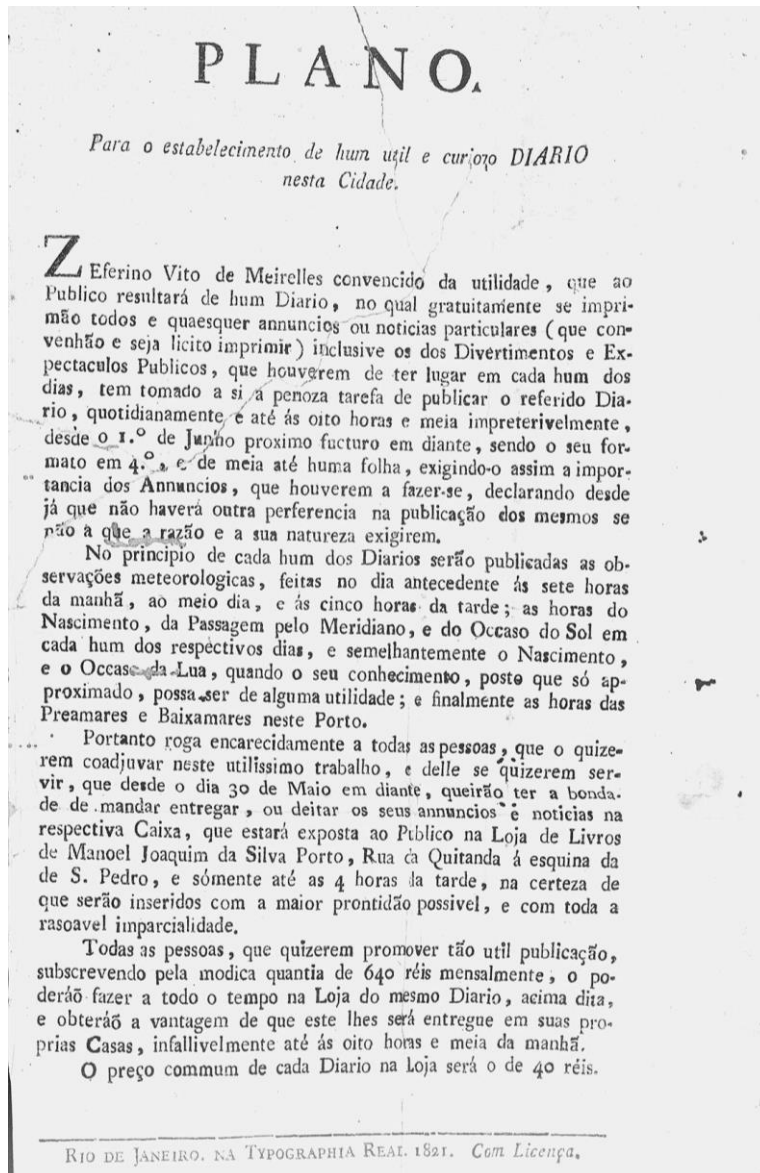 PLANO.
Para o estabelecimento de hum util e curiozo DIARIO
nesta Cidade.
ZEferino Vito de Meirelles convencido da utilidade, que ao
Publico resultará de hum Diario, no qual gratuitamente se impri-
mão todos e quaesquer annuncios ou noticias particulares (que con-
venhão e seja licito imprimir) inclusive os dos Divertimentos e Ex-
pectaculos Publicos, que houverem de ter lugar em cada hum dos
dias, tem tomado a si a penoza tarefa de publicar o referido Dia-
rio, quotidianamente e até ás oito horas e meia impreterivelmente,
desde o 1.º de Junho proximo fucturo em diante, sendo o seu for-
mato em 4.º, e de meia até huma folha, exigindo-o assim a impor-
tancia dos Annuncios, que houverem a fazer-se, declarando desde
já que não haverá outra perferencia na publicação dos mesmos se
não a que a razão e a sua natureza exigirem.
No principio de cada hum dos Diarios serão publicadas as ob-
servações meteorologicas, feitas no dia antecedente ás sete horas
da manhã, ao meio dia, e ás cinco horas da tarde; as horas do
Nascimento, da Passagem pelo Meridiano, e do Occaso do Sol em
cada hum dos respectivos dias, e semelhantemente o Nascimento,
e o Occaso da Lua, quando o seu conhecimento, posto que só ap-
proximado, possa ser de alguma utilidade; e finalmente as horas das
Preamares e Baixamares neste Porto.
Portanto roga encarecidamente a todas as pessoas, que o quize-
rem coadjuvar neste utilissimo trabalho, e delle se quizerem ser-
vir, que desde o dia 30 de Maio em diante, queirão ter a bonda-
de de mandar entregar, ou deitar os seus annuncios e noticias na
respectiva Caixa, que estará exposta ao Publico na Loja de Livros
de Manoel Joaquim da Silva Porto, Rua da Quitanda á esquina da
de S. Pedro, e sómente até as 4 horas da tarde, na certeza de
que serão inseridos com a maior prontidão possivel, e com toda a
rasoavel imparcialidade.
Todas as pessoas, que quizerem promover tão util publicação,
subscrevendo pela modica quantia de 640 réis mensalmente, o po-
deráõ fazer a todo o tempo na Loja do mesmo Diario, acima dita,
e obteráõ a vantagem de que este lhes será entregue em suas pro-
prias Casas, infallivelmente até ás oito horas e meia da manhã.
O preço commum de cada Diario na Loja será o de 40 réis.
RIO DE JANEIRO. NA TYPOGRAPHIA REAL. 1821. Com Licença.